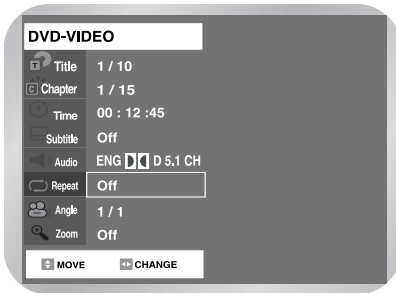 DVD-VIDEO
T Title 1 / 10
C Chapter 1 / 15
Time 00 : 12 :45
Subtitle Off
Audio ENG D 5.1 CH
Repeat Off
Angle 1 / 1
Zoom Off
MOVE CHANGE